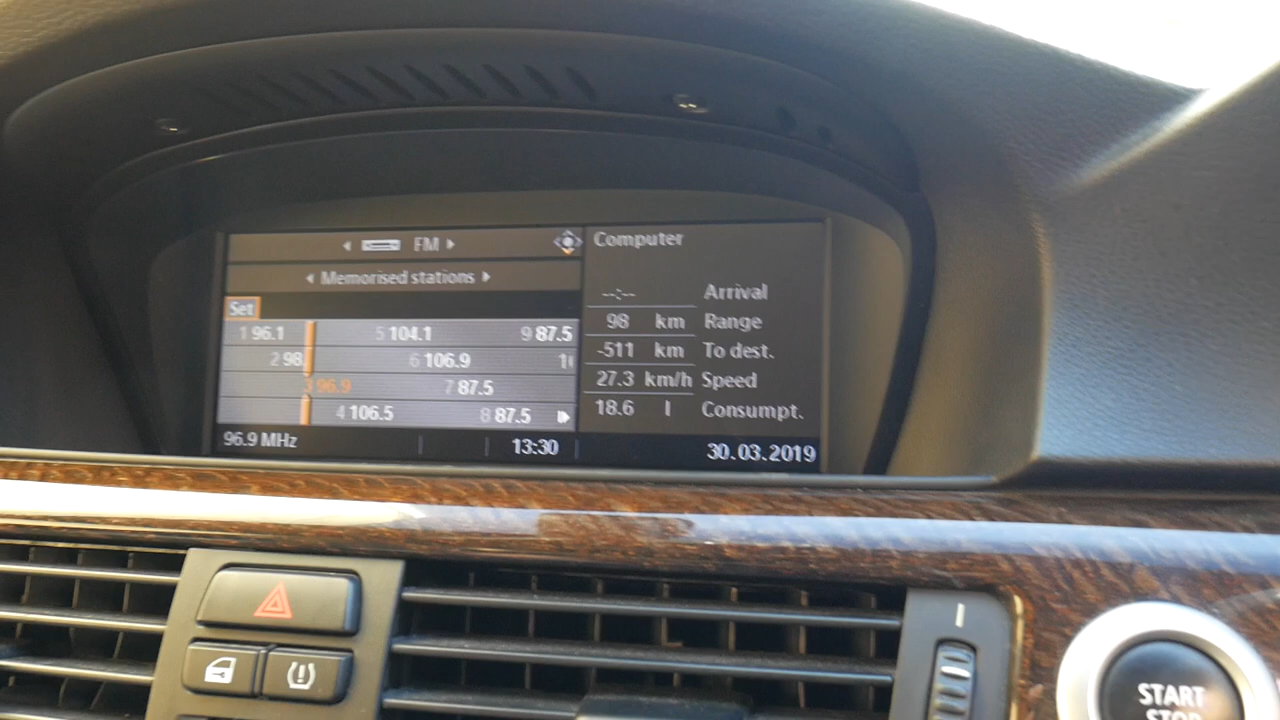 FM
Memorised stations
Set
1 96.1 5 104.1 9 87.5
2 98 6 106.9 1
3 96.9 7 87.5
4 106.5 8 87.5
96.9 MHz 13:30
Computer
--:-- Arrival
98 km Range
-511 km To dest.
27.3 km/h Speed
18.6 l Consumpt.
30.03.2019
START
STOP